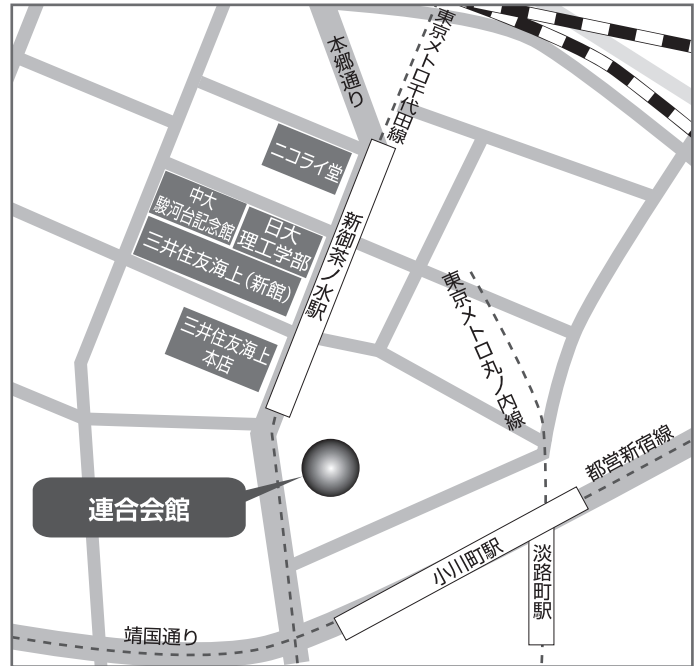 東京メトロ千代田線
本郷通り
ニコライ堂
中大
駿河台記念館
日大
理工学部
三井住友海上（新館）
新御茶ノ水駅
東京メトロ丸ノ内線
三井住友海上
本店
都営新宿線
連合会館
小川町駅
淡路町駅
靖国通り